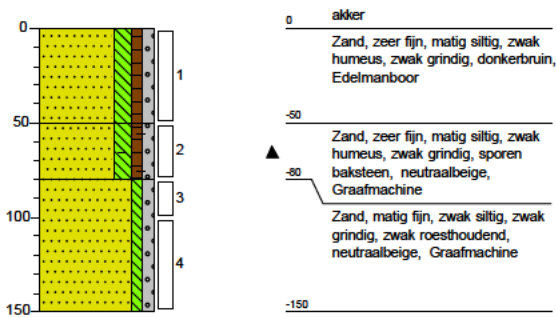 0
50
100
150
1
2
3
4
0 akker
Zand, zeer fijn, matig siltig, zwak
humeus, zwak grindig, donkerbruin,
Edelmanboor
-50
Zand, zeer fijn, matig siltig, zwak
humeus, zwak grindig, sporen
baksteen, neutraalbeige,
Graafmachine
-80
Zand, matig fijn, zwak siltig, zwak
grindig, zwak roesthoudend,
neutraalbeige, Graafmachine
-150